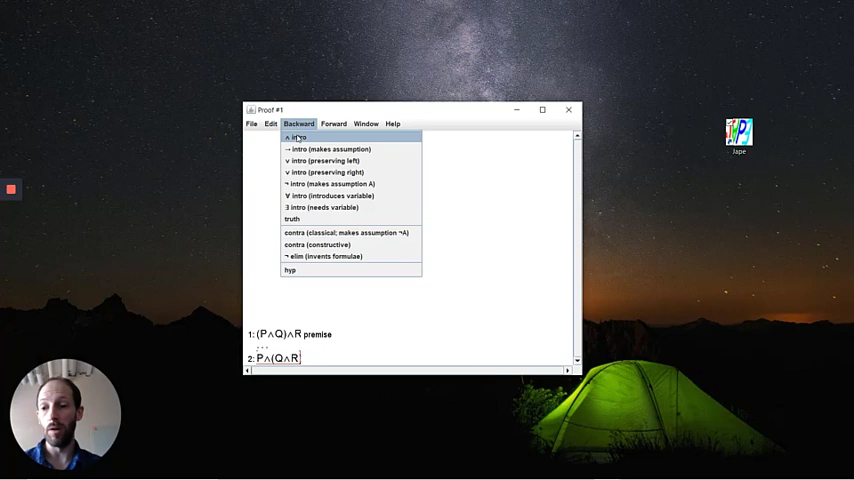 Proof #1
File Edit Backward Forward Window Help
∧ intro
→ intro (makes assumption)
∨ intro (preserving left)
∨ intro (preserving right)
¬ intro (makes assumption A)
∀ intro (introduces variable)
∃ intro (needs variable)
truth
contra (classical; makes assumption ¬A)
contra (constructive)
¬ elim (invents formulae)
hyp
1: (P∧Q)∧R premise
...
2: P∧(Q∧R)
Jape